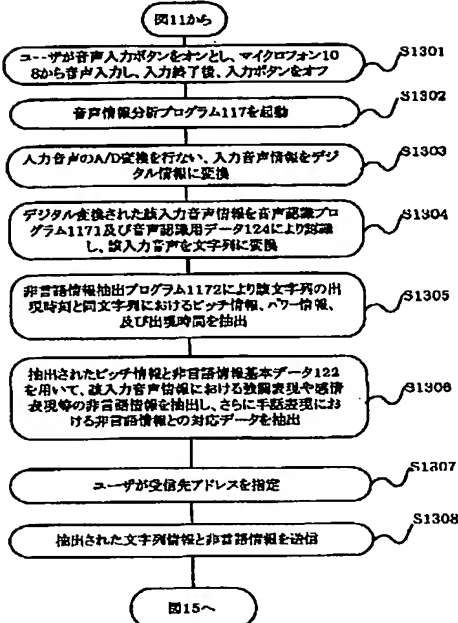 図11から
ユーザが音声入力ボタンをオンとし、マイクロフォン10
8から音声入力し、入力終了後、入力ボタンをオフ
S1301
音声情報分析プログラム117を起動
S1302
入力音声のA/D変換を行ない、入力音声情報をデジ
タル情報に変換
S1303
デジタル変換された該入力音声情報を音声認識プロ
グラム1171及び音声認識用データ124により認識
し、該入力音声を文字列に変換
S1304
非言語情報抽出プログラム1172により該文字列の出
現時刻と同文字列におけるピッチ情報、パワー情報、
及び出現時間を抽出
S1305
抽出されたピッチ情報と非言語情報基本データ122
を用いて、該入力音声情報における強調表現や感情
表現等の非言語情報を抽出し、さらに手話表現にお
ける非言語情報との対応データを抽出
S1306
ユーザが受信先アドレスを指定
S1307
抽出された文字列情報と非言語情報を送信
S1308
図15へ